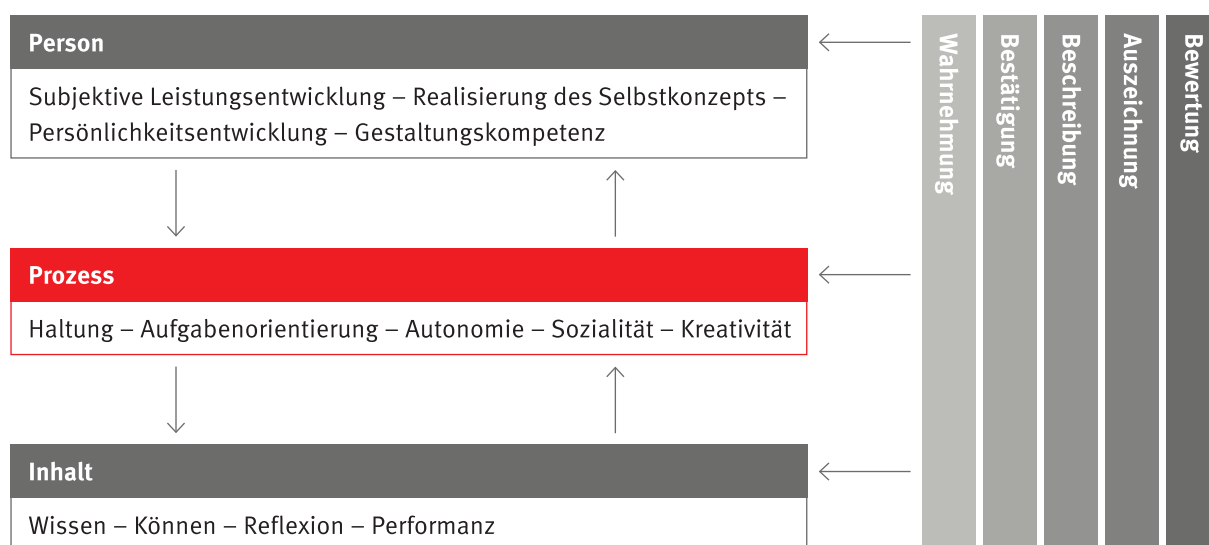 Person
Subjektive Leistungsentwicklung – Realisierung des Selbstkonzepts –
Persönlichkeitsentwicklung – Gestaltungskompetenz
Prozess
Haltung – Aufgabenorientierung – Autonomie – Sozialität – Kreativität
Inhalt
Wissen – Können – Reflexion – Performanz
Wahrnehmung
Bestätigung
Beschreibung
Auszeichnung
Bewertung